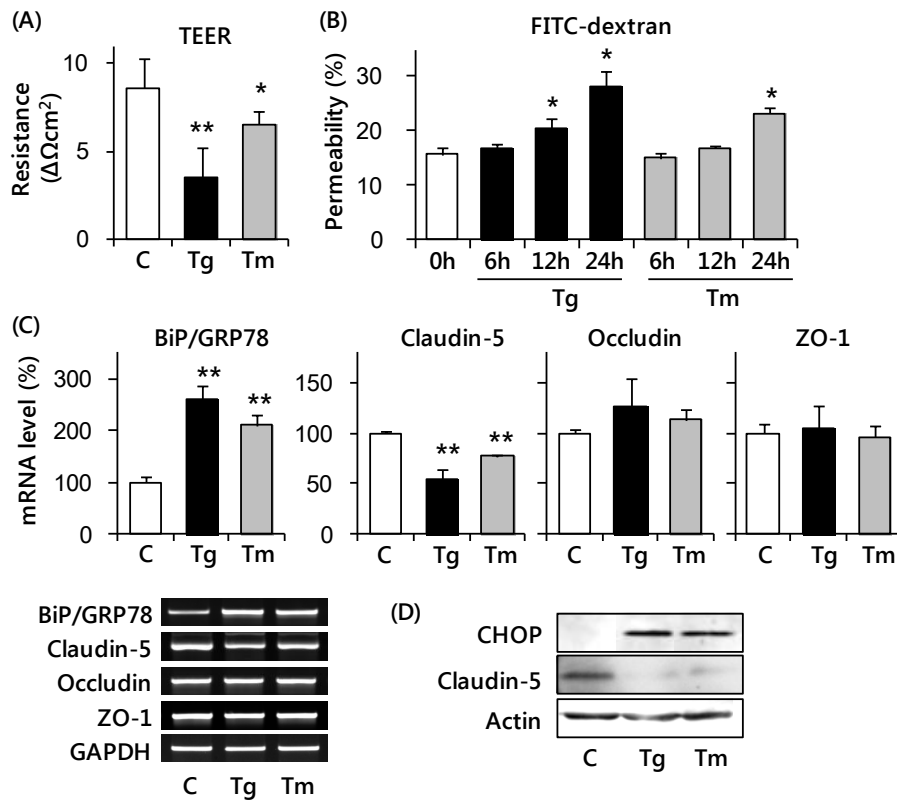 (A)
TEER
Resistance
(ΔΩcm²)
10
5
0
**
*
C Tg Tm
(B)
FITC-dextran
Permeability (%)
30
20
10
0
* * *
0h 6h 12h 24h 6h 12h 24h
Tg Tm
(C)
BiP/GRP78
mRNA level (%)
300
200
100
0
** **
C Tg Tm
Claudin-5
150
100
50
0
** **
C Tg Tm
Occludin
C Tg Tm
ZO-1
C Tg Tm
BiP/GRP78
Claudin-5
Occludin
ZO-1
GAPDH
C Tg Tm
(D)
CHOP
Claudin-5
Actin
C Tg Tm